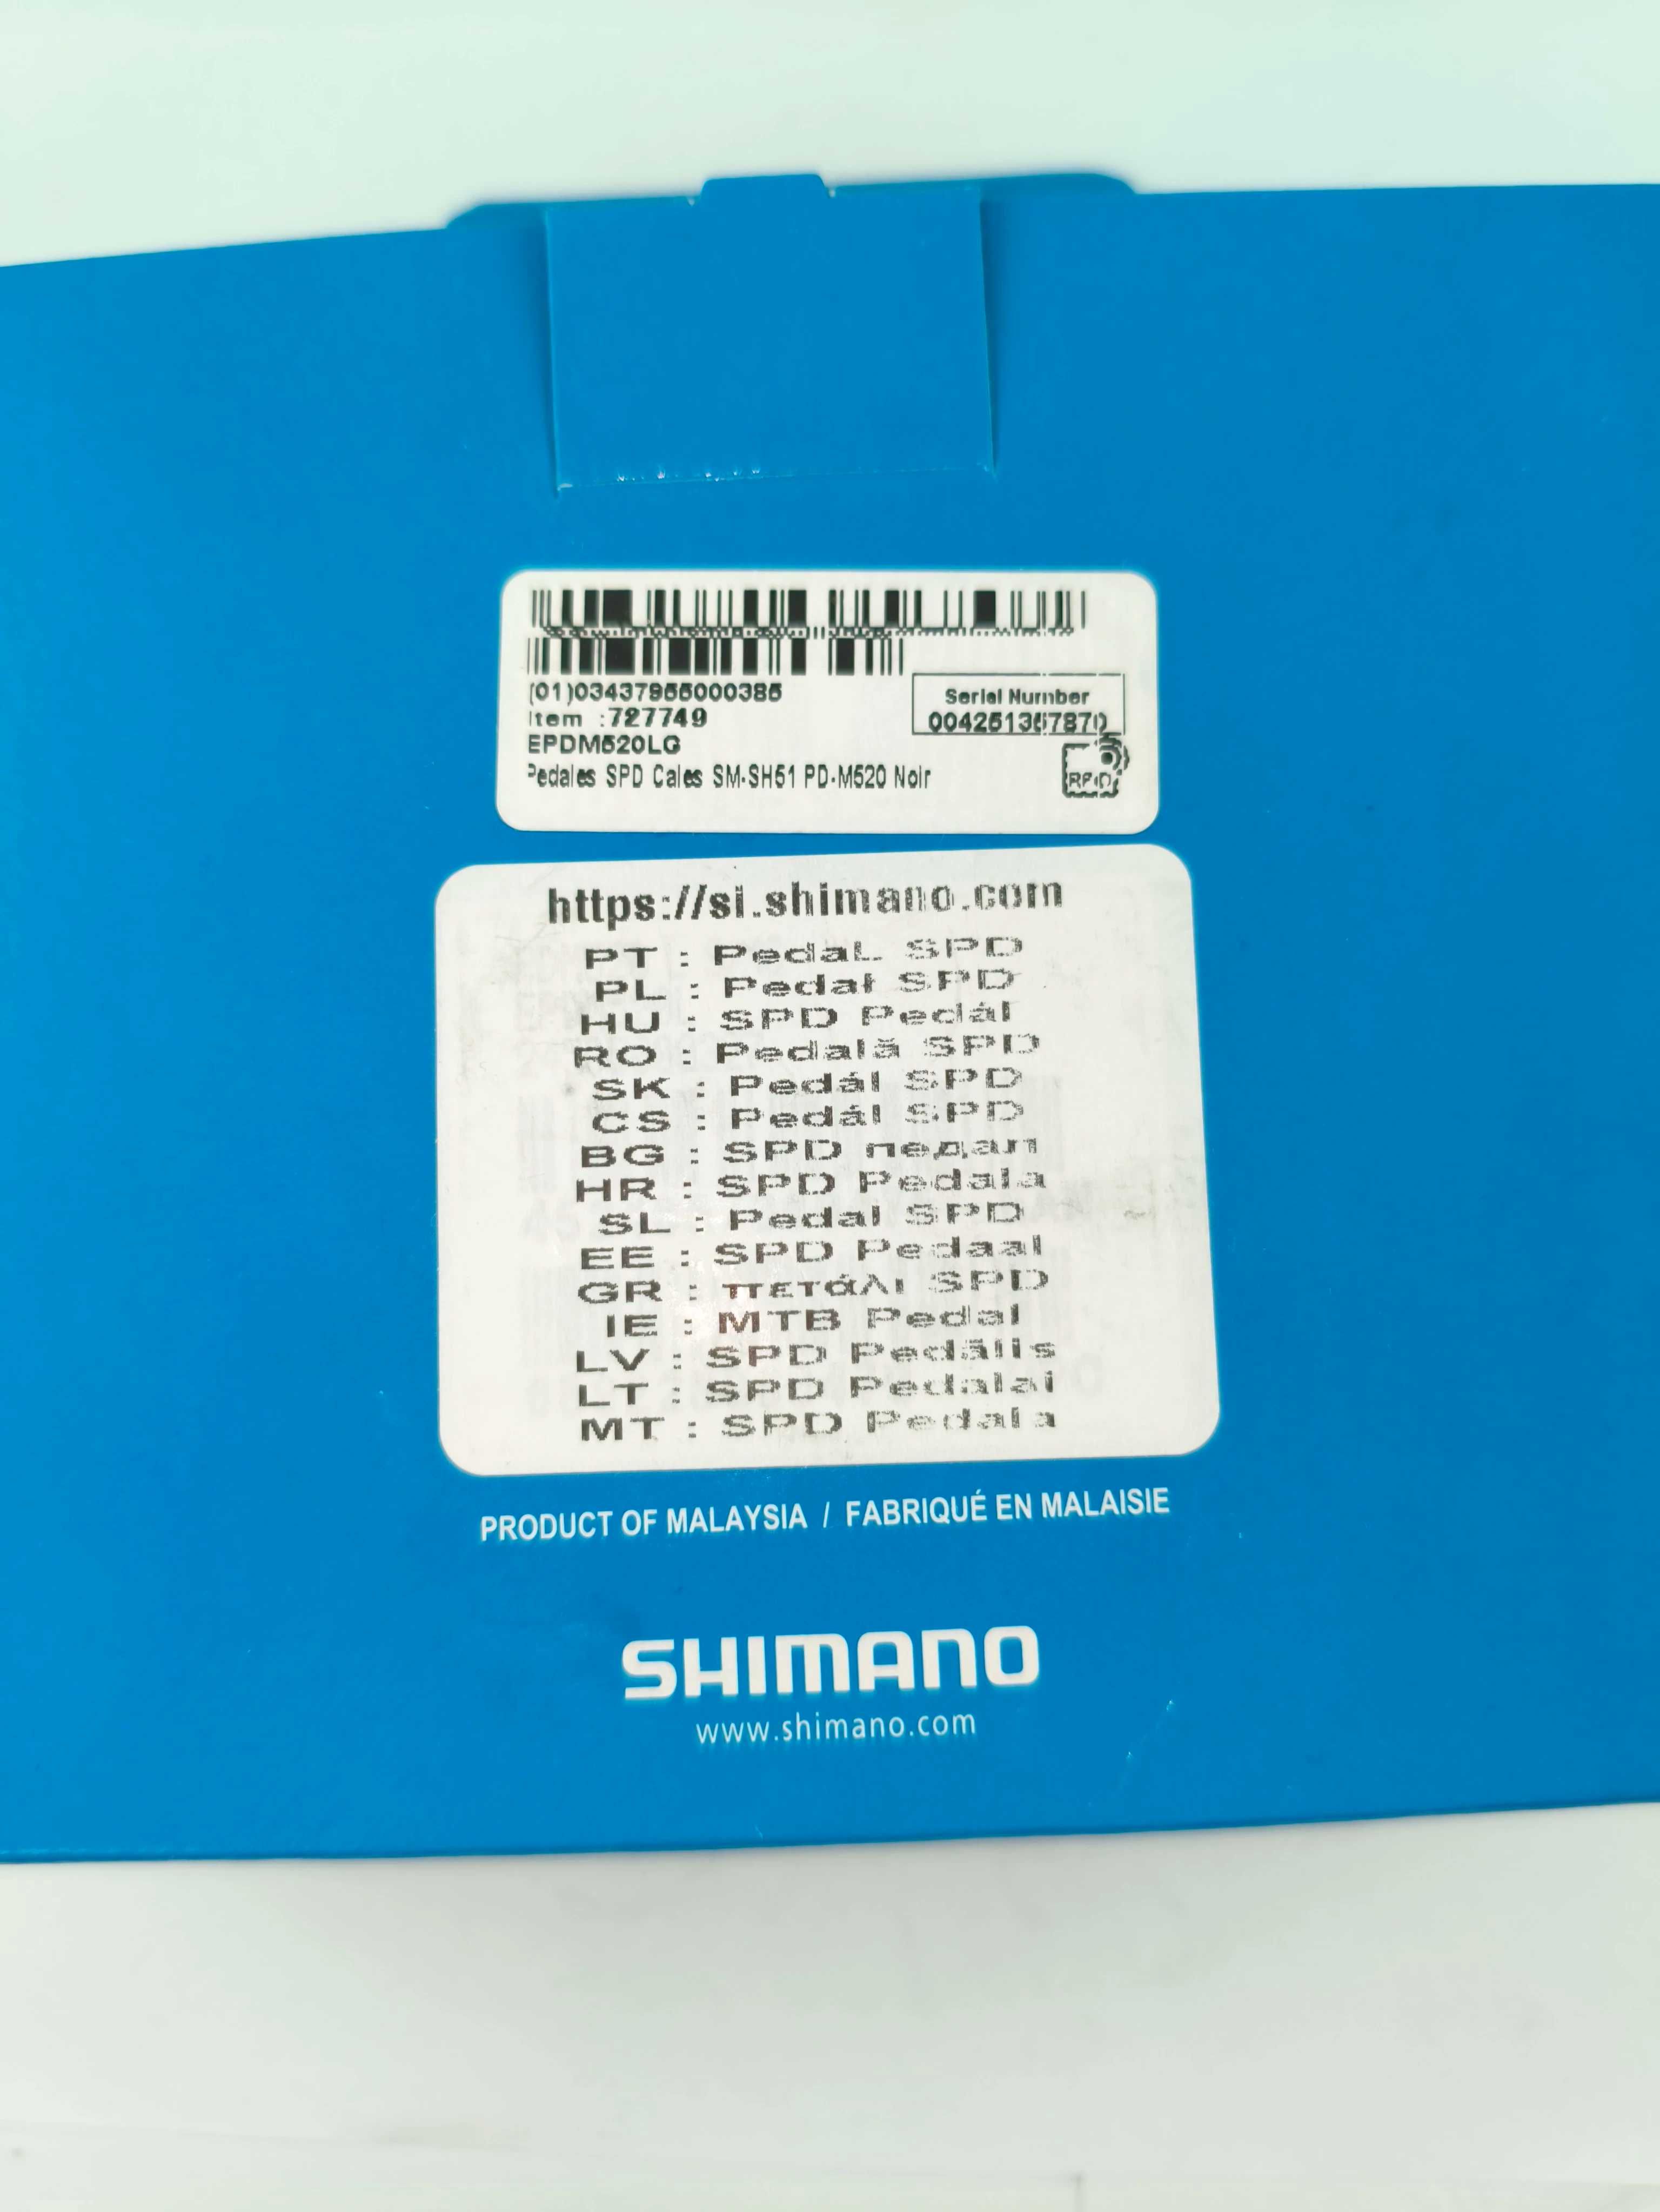 (01)03437955000385
Item :727749
EPDM520LG
Pedales SPD Cales SM-SH51 PD-M520 Noir
Serial Number
RFID
https://si.shimano.com
PT : Pedal SPD
PL : Pedał SPD
HU : SPD Pedál
RO : Pedală SPD
SK : Pedál SPD
CS : Pedál SPD
BG : SPD педал
HR : SPD Pedala
SL : Pedal SPD
EE : SPD Pedaal
GR : πετάλι SPD
IE : MTB Pedal
LV : SPD Pedālis
LT : SPD Pedalai
MT : SPD Pedala
PRODUCT OF MALAYSIA / FABRIQUÉ EN MALAISIE
SHIMANO
www.shimano.com